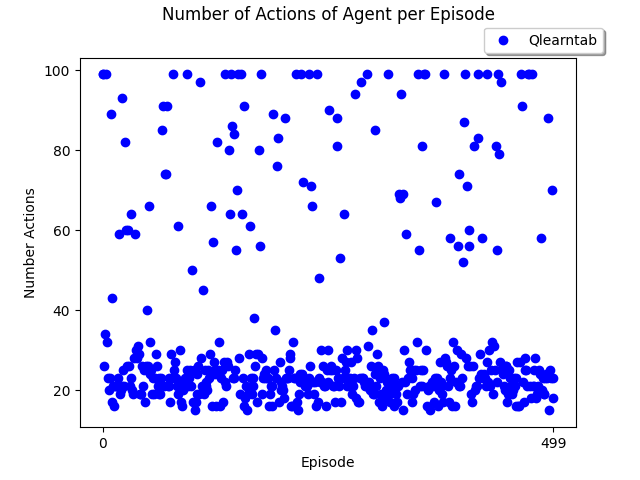 Number of Actions of Agent per Episode
Qlearntab
100
80
60
40
20
Number Actions
0
499
Episode